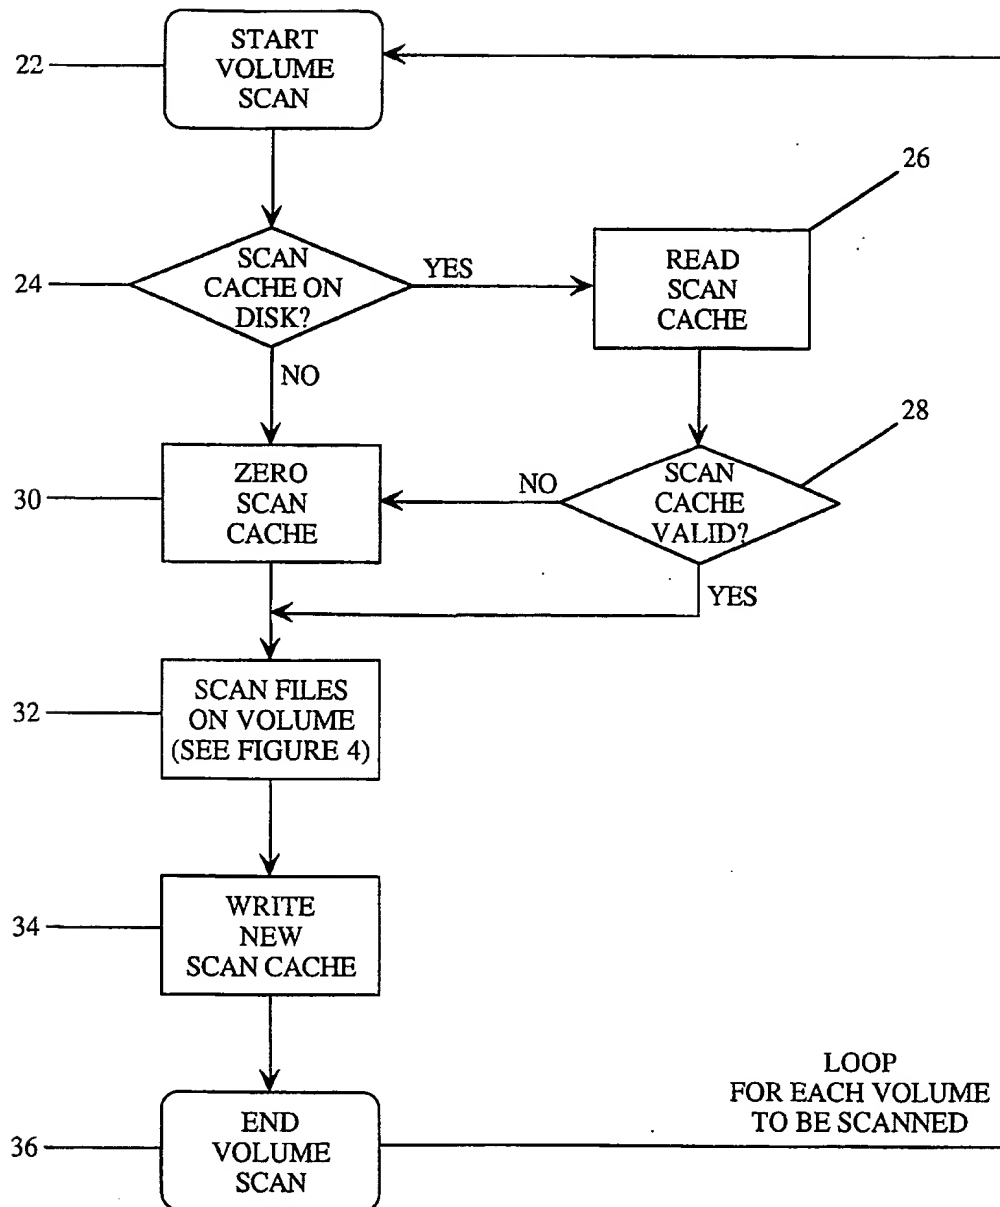 START
VOLUME
SCAN
22
26
SCAN
CACHE ON
DISK?
24
YES
READ
SCAN
CACHE
NO
28
ZERO
SCAN
CACHE
30
NO
SCAN
CACHE
VALID?
YES
SCAN FILES
ON VOLUME
(SEE FIGURE 4)
32
WRITE
NEW
SCAN CACHE
34
END
VOLUME
SCAN
36
LOOP
FOR EACH VOLUME
TO BE SCANNED